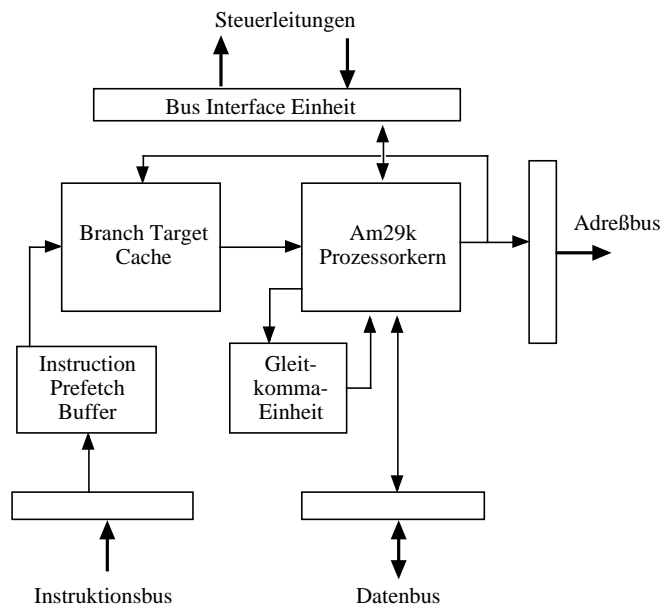 Steuerleitungen
Bus Interface Einheit
Branch Target
Cache
Am29k
Prozessorkern
Adreßbus
Instruction
Prefetch
Buffer
Gleit-
komma-
Einheit
Instruktionsbus
Datenbus